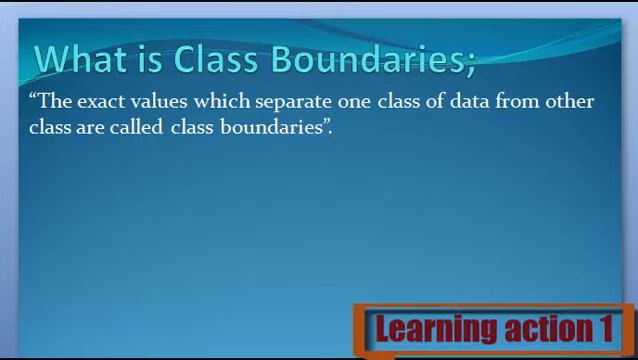 What is Class Boundaries;
“The exact values which separate one class of data from other
class are called class boundaries”.
Learning action 1